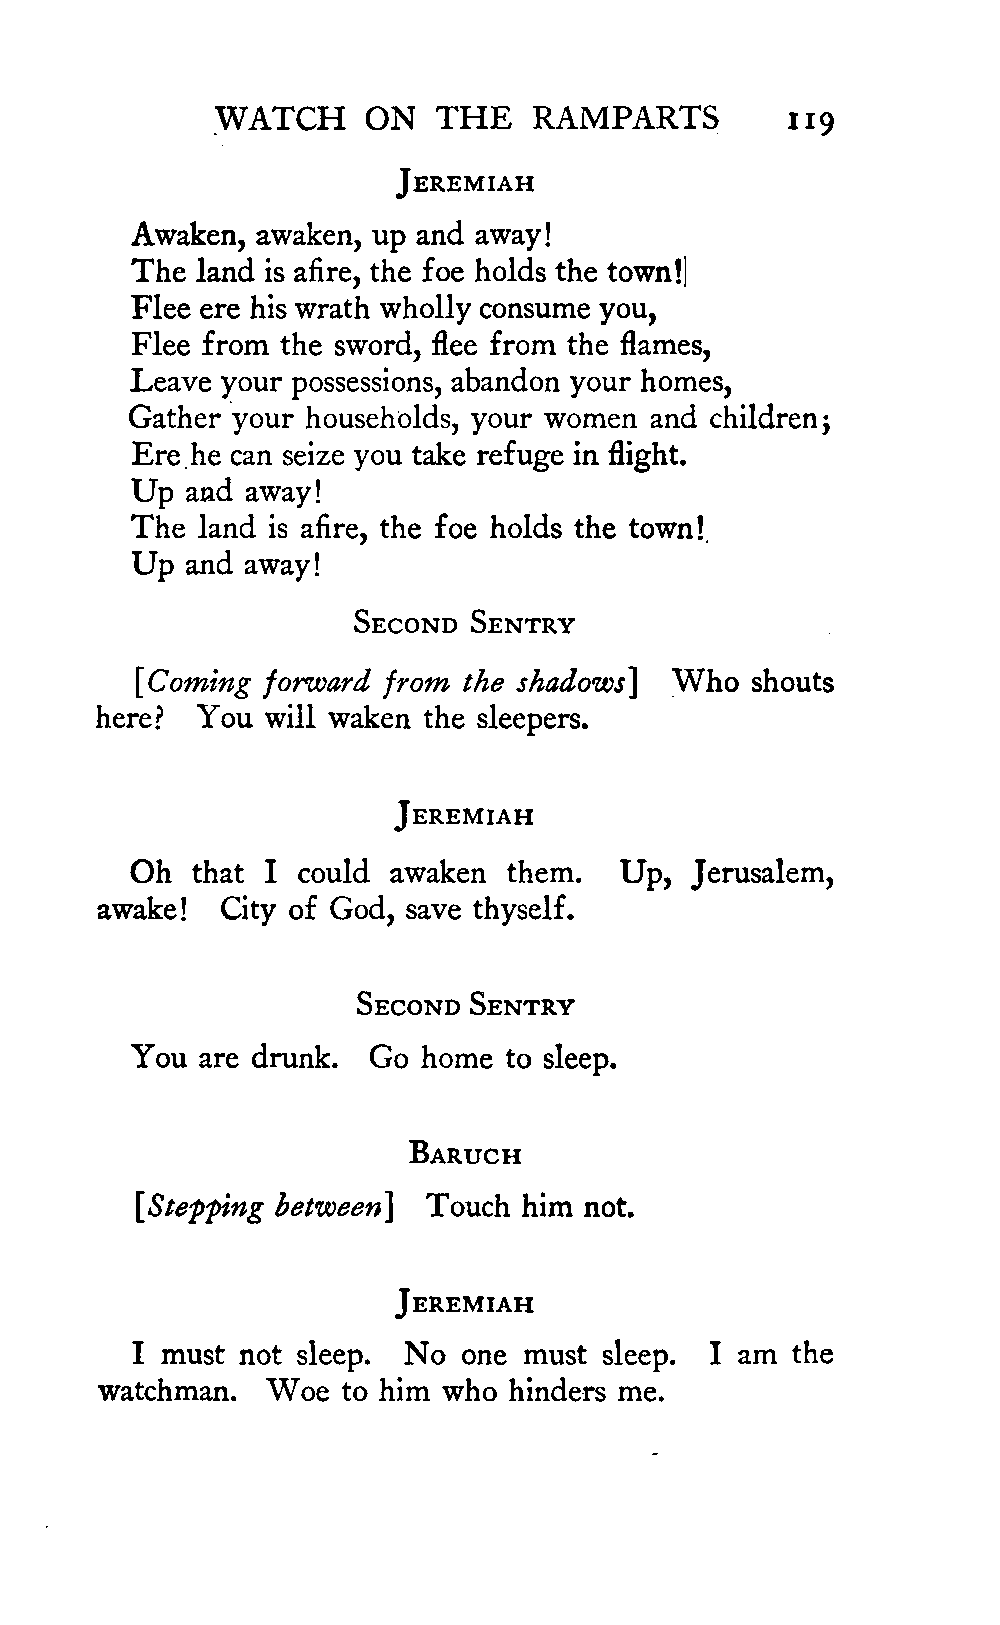 WATCH ON THE RAMPARTS 119
JEREMIAH
Awaken, awaken, up and away!
The land is afire, the foe holds the town!
Flee ere his wrath wholly consume you,
Flee from the sword, flee from the flames,
Leave your possessions, abandon your homes,
Gather your households, your women and children;
Ere he can seize you take refuge in flight.
Up and away!
The land is afire, the foe holds the town!
Up and away!
SECOND SENTRY
[Coming forward from the shadows] Who shouts
here? You will waken the sleepers.
JEREMIAH
Oh that I could awaken them. Up, Jerusalem,
awake! City of God, save thyself.
SECOND SENTRY
You are drunk. Go home to sleep.
BARUCH
[Stepping between] Touch him not.
JEREMIAH
I must not sleep. No one must sleep. I am the
watchman. Woe to him who hinders me.